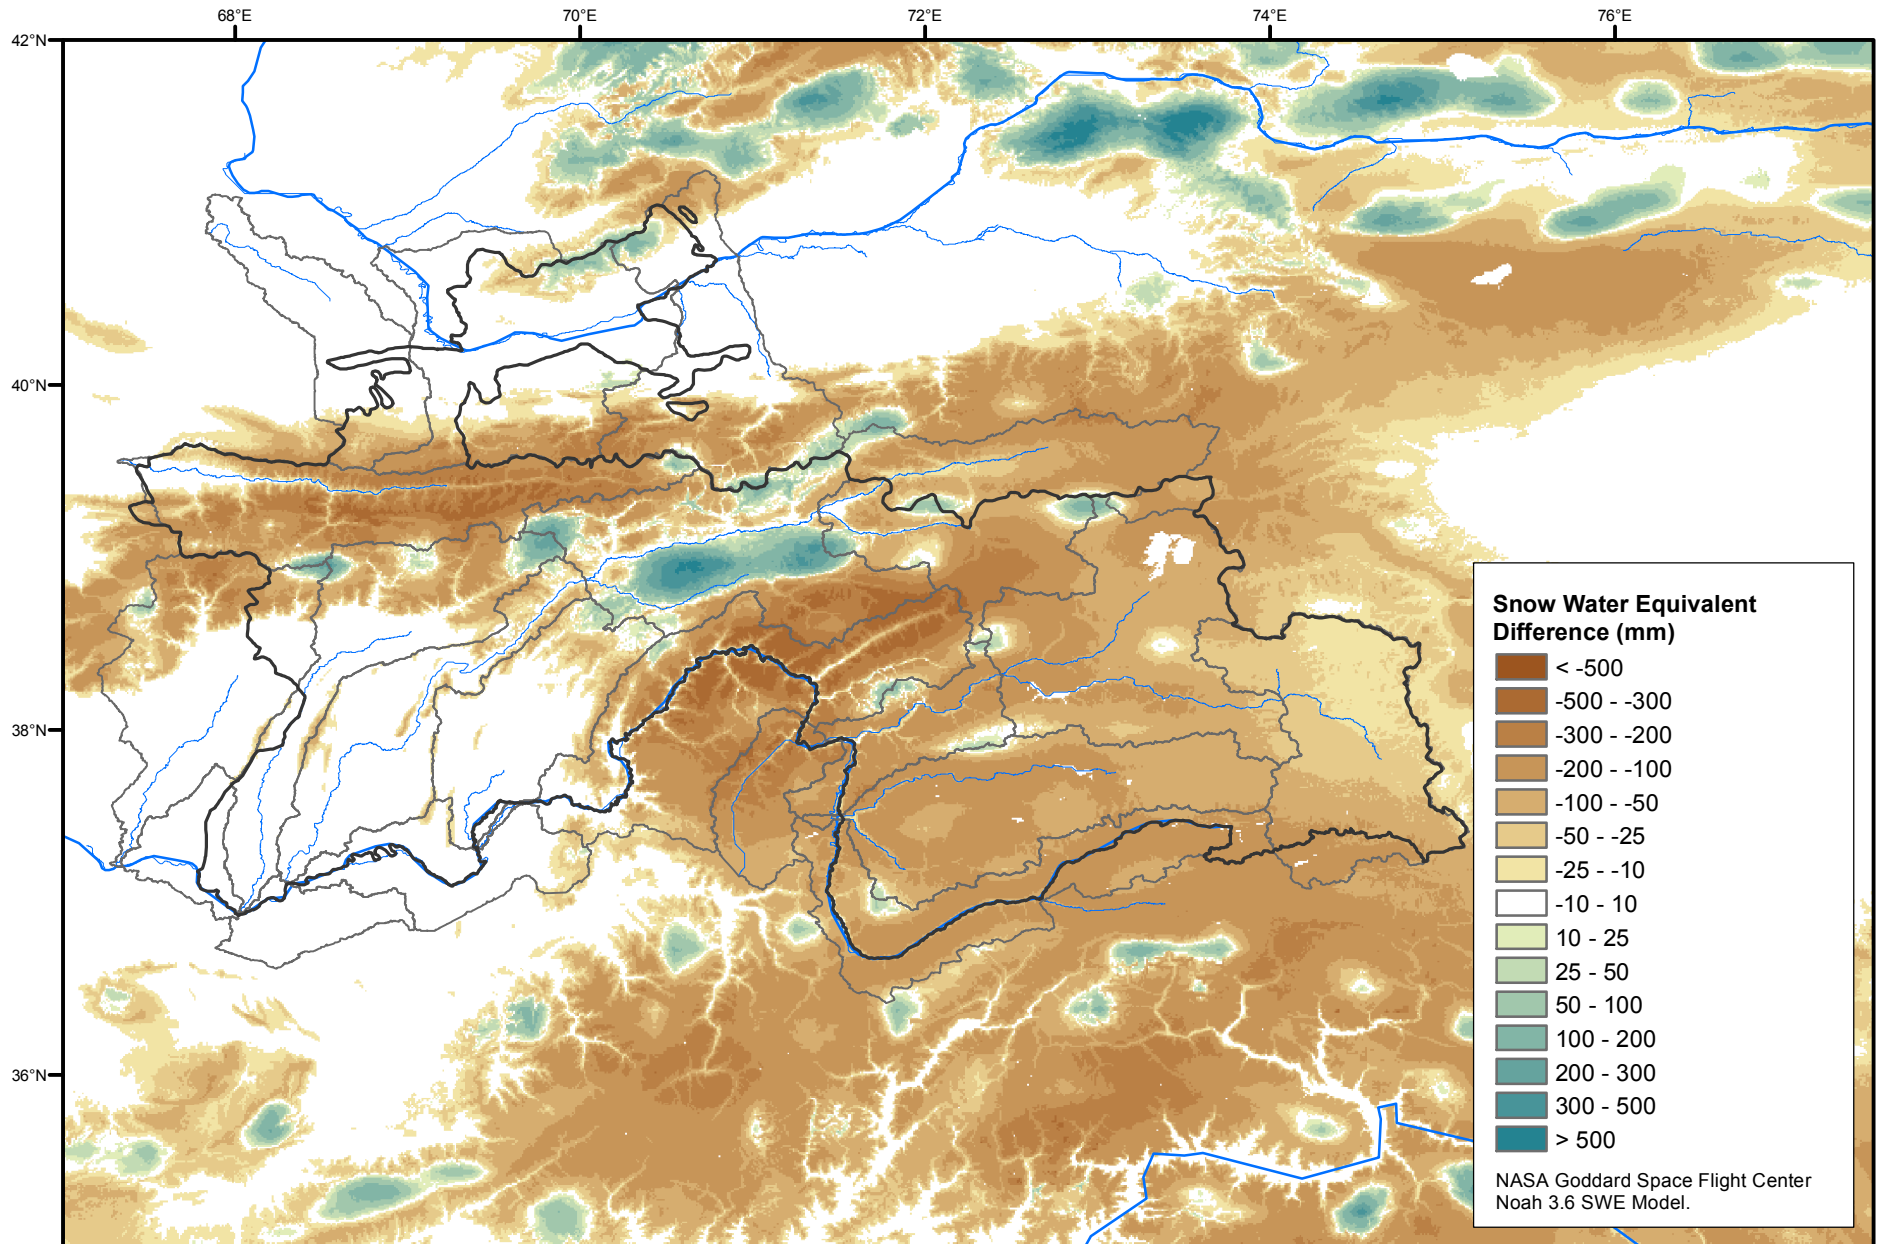 68°E 70°E 72°E 74°E 76°E
42°N
40°N
38°N
36°N
Snow Water Equivalent
Difference (mm)
< -500
-500 - -300
-300 - -200
-200 - -100
-100 - -50
-50 - -25
-25 - -10
-10 - 10
10 - 25
25 - 50
50 - 100
100 - 200
200 - 300
300 - 500
> 500
NASA Goddard Space Flight Center
Noah 3.6 SWE Model.